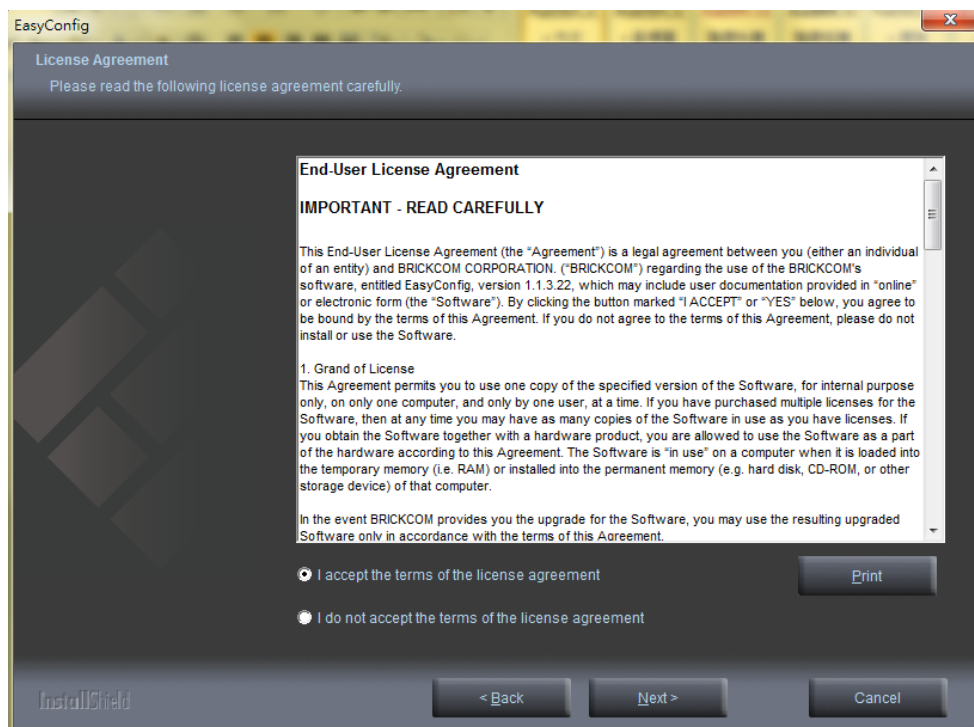 EasyConfig
License Agreement
Please read the following license agreement carefully.
End-User License Agreement
IMPORTANT - READ CAREFULLY
This End-User License Agreement (the “Agreement”) is a legal agreement between you (either an individual
of an entity) and BRICKCOM CORPORATION. (“BRICKCOM”) regarding the use of the BRICKCOM's
software, entitled EasyConfig, version 1.1.3.22, which may include user documentation provided in “online”
or electronic form (the “Software”). By clicking the button marked “I ACCEPT” or “YES” below, you agree to
be bound by the terms of this Agreement. If you do not agree to the terms of this Agreement, please do not
install or use the Software.
1. Grand of License
This Agreement permits you to use one copy of the specified version of the Software, for internal purpose
only, on only one computer, and only by one user, at a time. If you have purchased multiple licenses for the
Software, then at any time you may have as many copies of the Software in use as you have licenses. If
you obtain the Software together with a hardware product, you are allowed to use the Software as a part
of the hardware according to this Agreement. The Software is “in use” on a computer when it is loaded into
the temporary memory (i.e. RAM) or installed into the permanent memory (e.g. hard disk, CD-ROM, or other
storage device) of that computer.
In the event BRICKCOM provides you the upgrade for the Software, you may use the resulting upgraded
Software only in accordance with the terms of this Agreement.
I accept the terms of the license agreement
Print
I do not accept the terms of the license agreement
InstallShield
< Back
Next >
Cancel